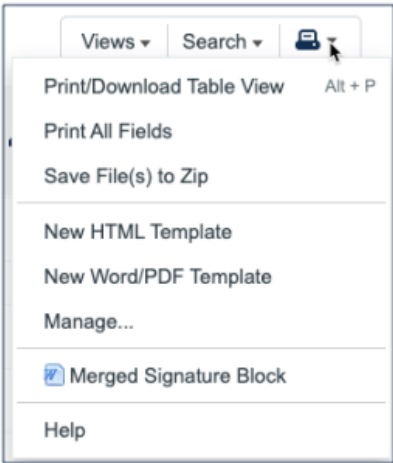 Views
Search
Print/Download Table View Alt + P
Print All Fields
Save File(s) to Zip
New HTML Template
New Word/PDF Template
Manage...
Merged Signature Block
Help